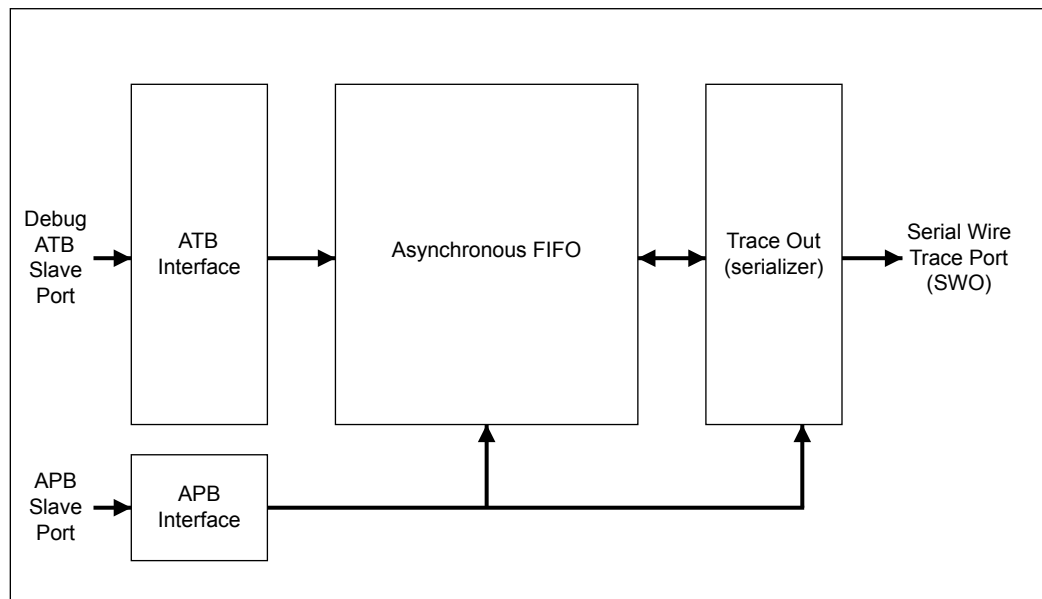 Debug
ATB
Slave
Port
ATB
Interface
Asynchronous FIFO
Trace Out
(serializer)
Serial Wire
Trace Port
(SWO)
APB
Slave
Port
APB
Interface